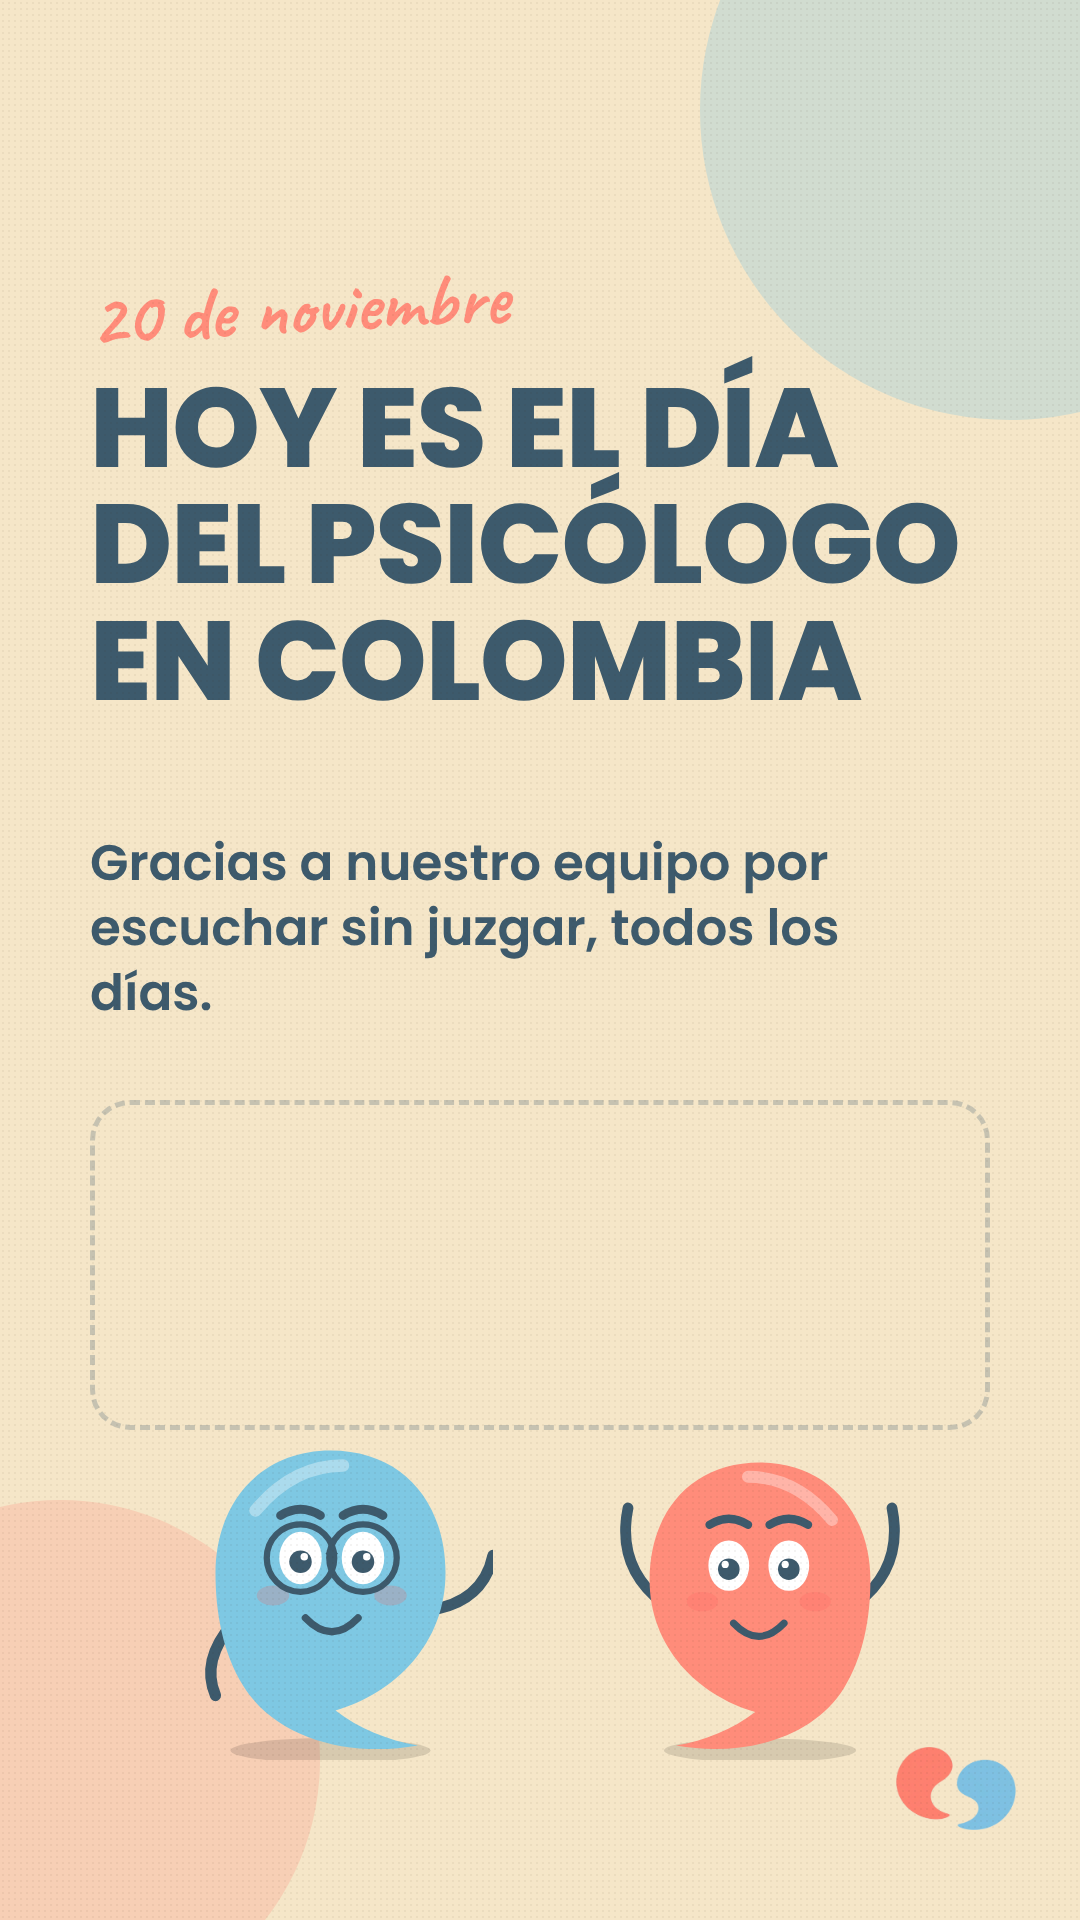 20 de noviembre
HOY ES EL DÍA
DEL PSICÓLOGO
EN COLOMBIA
Gracias a nuestro equipo por
escuchar sin juzgar, todos los
días.